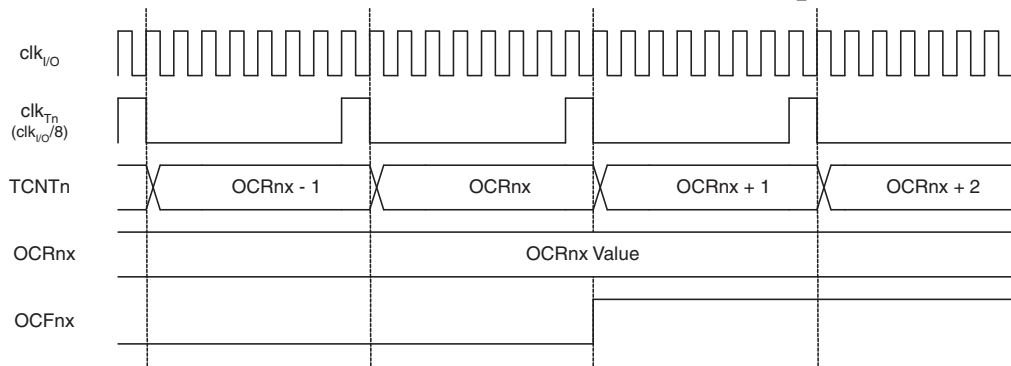 clkI/O
clkTn
(clkI/O/8)
TCNTn OCRnx - 1 OCRnx OCRnx + 1 OCRnx + 2
OCRnx OCRnx Value
OCFnx